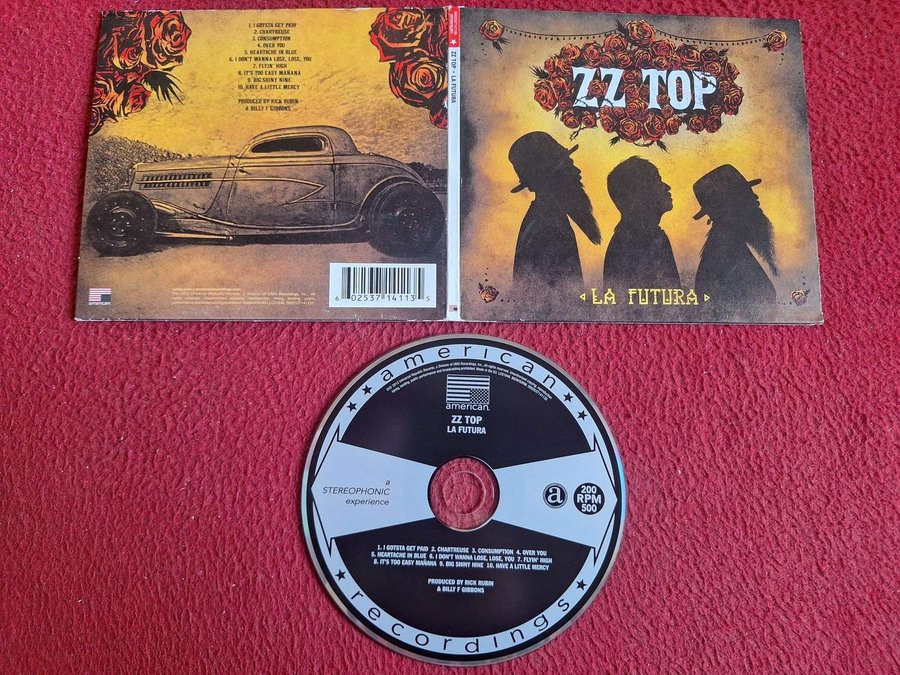 1. I GOTSTA GET PAID
2. CHARTREUSE
3. CONSUMPTION
4. OVER YOU
5. HEARTACHE IN BLUE
6. I DON'T WANNA LOSE, LOSE, YOU
7. FLYIN' HIGH
8. IT'S TOO EASY MAÑANA
9. BIG SHINY NINE
10. HAVE A LITTLE MERCY
PRODUCED BY RICK RUBIN
& BILLY F GIBBONS
american
6 02537 14113 5
ZZ TOP - LA FUTURA
ZZ TOP
LA FUTURA
american
american
ZZ TOP
LA FUTURA
a
STEREOPHONIC
experience
a
200
RPM
500
1. I GOTSTA GET PAID 2. CHARTREUSE 3. CONSUMPTION 4. OVER YOU
5. HEARTACHE IN BLUE 6. I DON'T WANNA LOSE, LOSE, YOU 7. FLYIN' HIGH
8. IT'S TOO EASY MAÑANA 9. BIG SHINY NINE 10. HAVE A LITTLE MERCY
PRODUCED BY RICK RUBIN
& BILLY F GIBBONS
recordings